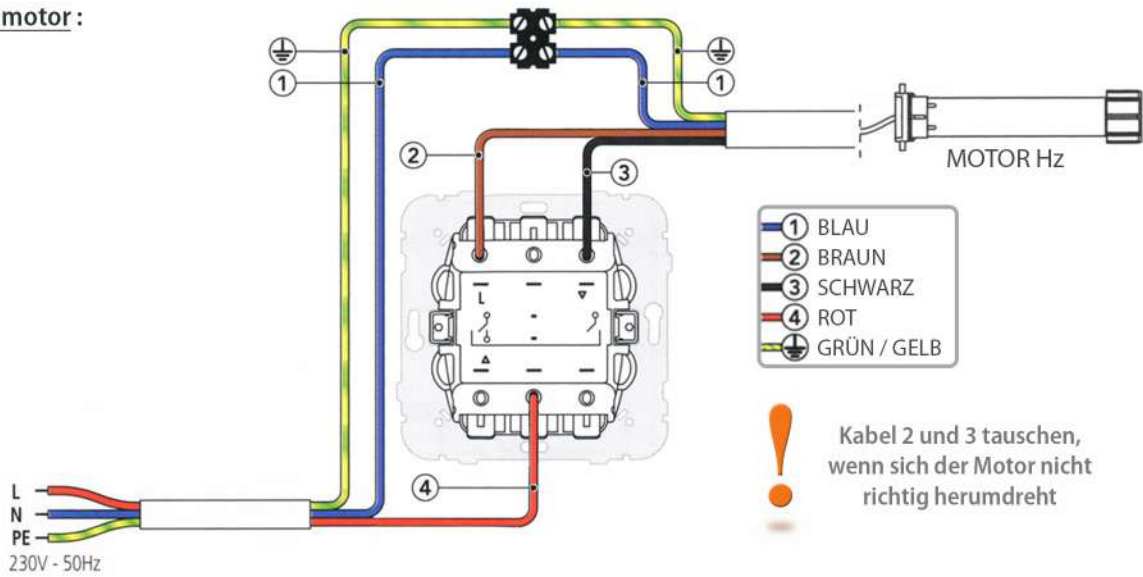 motor :
1
1
2
3
MOTOR Hz
1 BLAU
2 BRAUN
3 SCHWARZ
4 ROT
GRÜN / GELB
L
4
Kabel 2 und 3 tauschen,
wenn sich der Motor nicht
richtig herumdreht
L
N
PE
230V - 50Hz